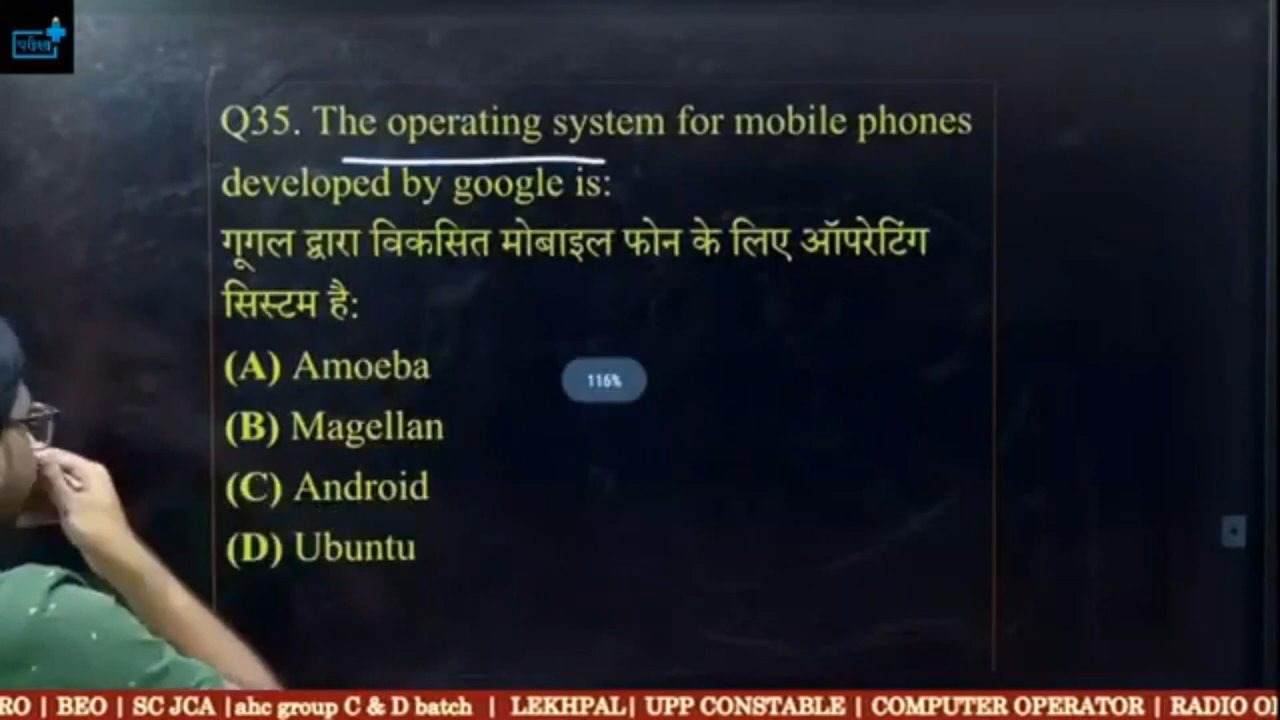 परीक्षा
Q35. The operating system for mobile phones
developed by google is:
गूगल द्वारा विकसित मोबाइल फोन के लिए ऑपरेटिंग
सिस्टम है:
(A) Amoeba
116%
(B) Magellan
(C) Android
(D) Ubuntu
RO | BEO | SC JCA |ahc group C & D batch | LEKHPAL| UPP CONSTABLE | COMPUTER OPERATOR | RADIO